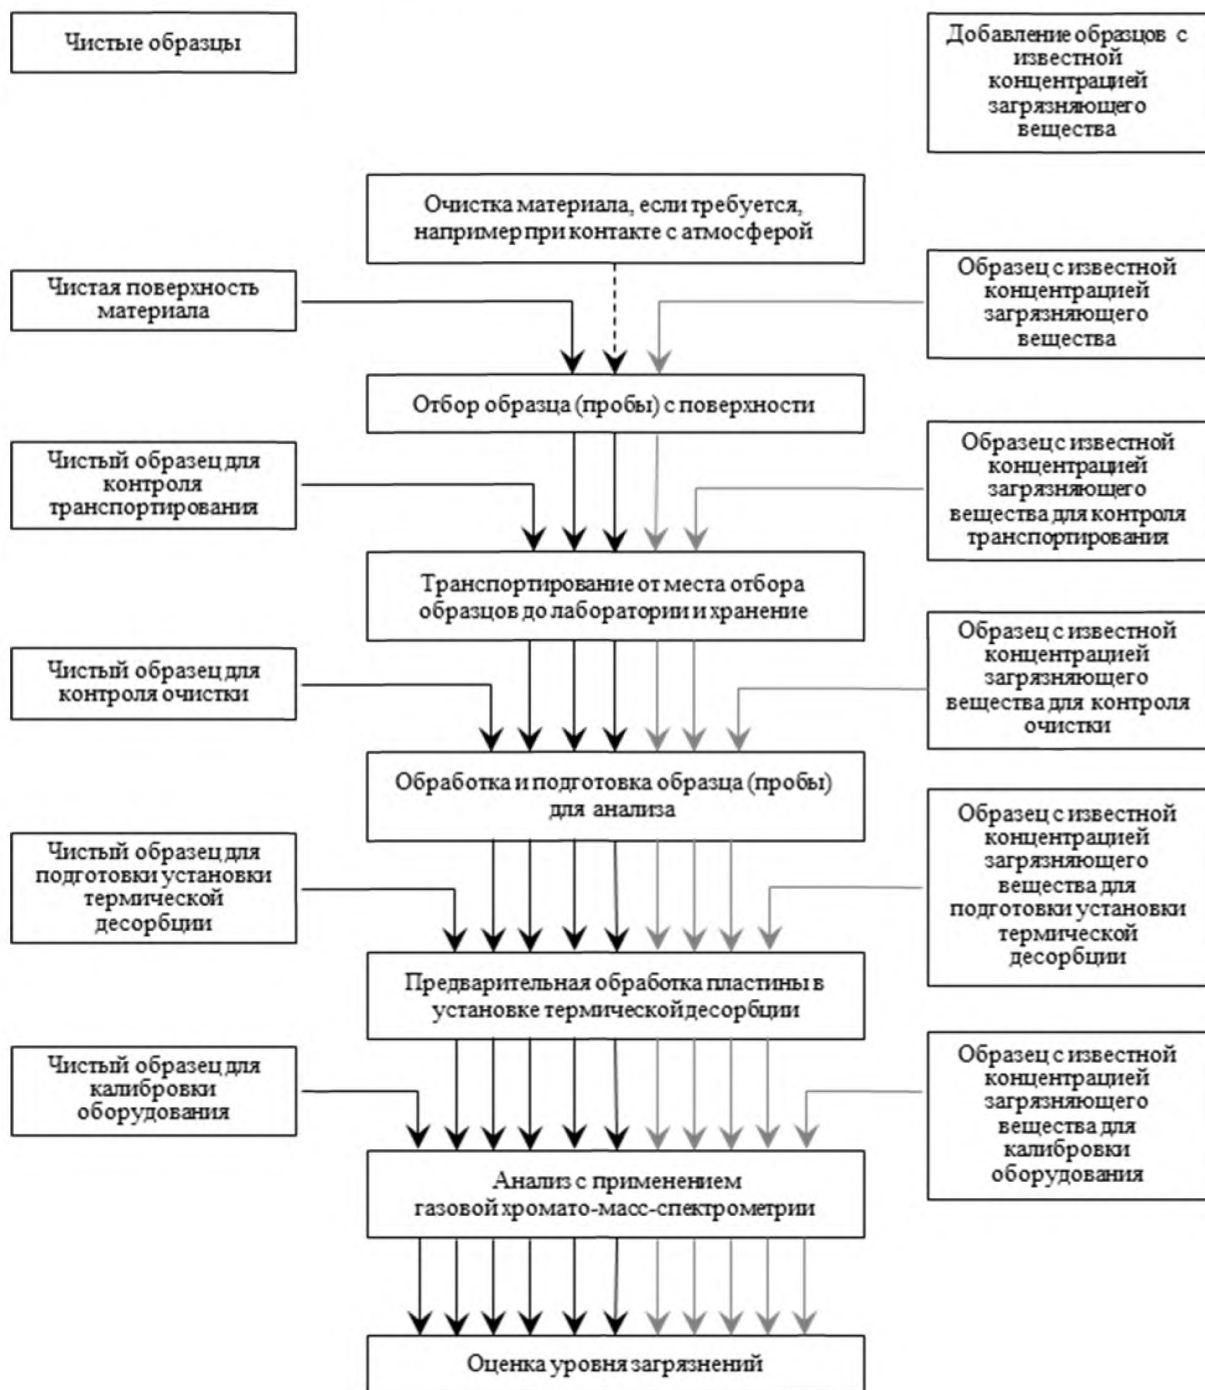 Чистые образцы
Добавление образцов с
известной
концентрацией
загрязняющего
вещества
Очистка материала, если требуется,
например при контакте с атмосферой
Чистая поверхность
материала
Образец с известной
концентрацией
загрязняющего
вещества
Отбор образца (пробы) с поверхности
Чистый образец для
контроля
транспортирования
Образец с известной
концентрацией
загрязняющего
вещества для контроля
транспортирования
Транспортирование от места отбора
образцов до лаборатории и хранение
Чистый образец для
контроля очистки
Образец с известной
концентрацией
загрязняющего
вещества для контроля
очистки
Обработка и подготовка образца (пробы)
для анализа
Чистый образец для
подготовки установки
термической
десорбции
Образец с известной
концентрацией
загрязняющего
вещества для
подготовки установки
термической
десорбции
Предварительная обработка пластины в
установке термической десорбции
Чистый образец для
калибровки
оборудования
Образец с известной
концентрацией
загрязняющего
вещества для
калибровки
оборудования
Анализ с применением
газовой хромато-масс-спектрометрии
Оценка уровня загрязнений